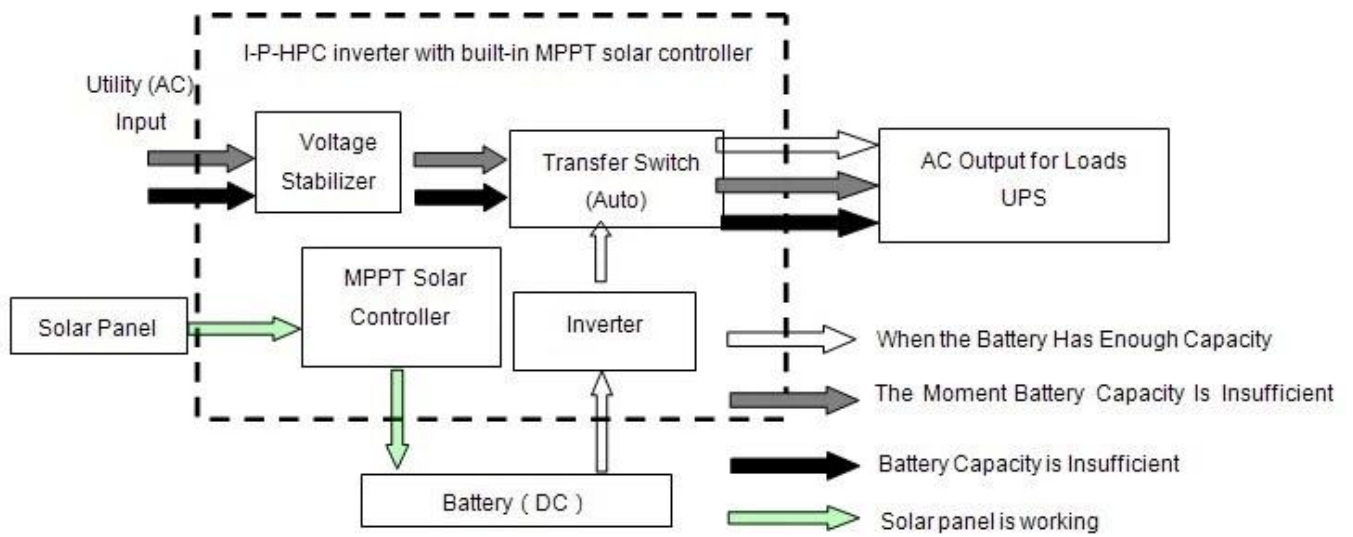 I-P-HPC inverter with built-in MPPT solar controller
Utility (AC)
Input
Voltage
Stabilizer
Transfer Switch
(Auto)
AC Output for Loads
UPS
MPPT Solar
Controller
Solar Panel
Inverter
When the Battery Has Enough Capacity
The Moment Battery Capacity Is Insufficient
Battery Capacity is Insufficient
Battery ( DC )
Solar panel is working